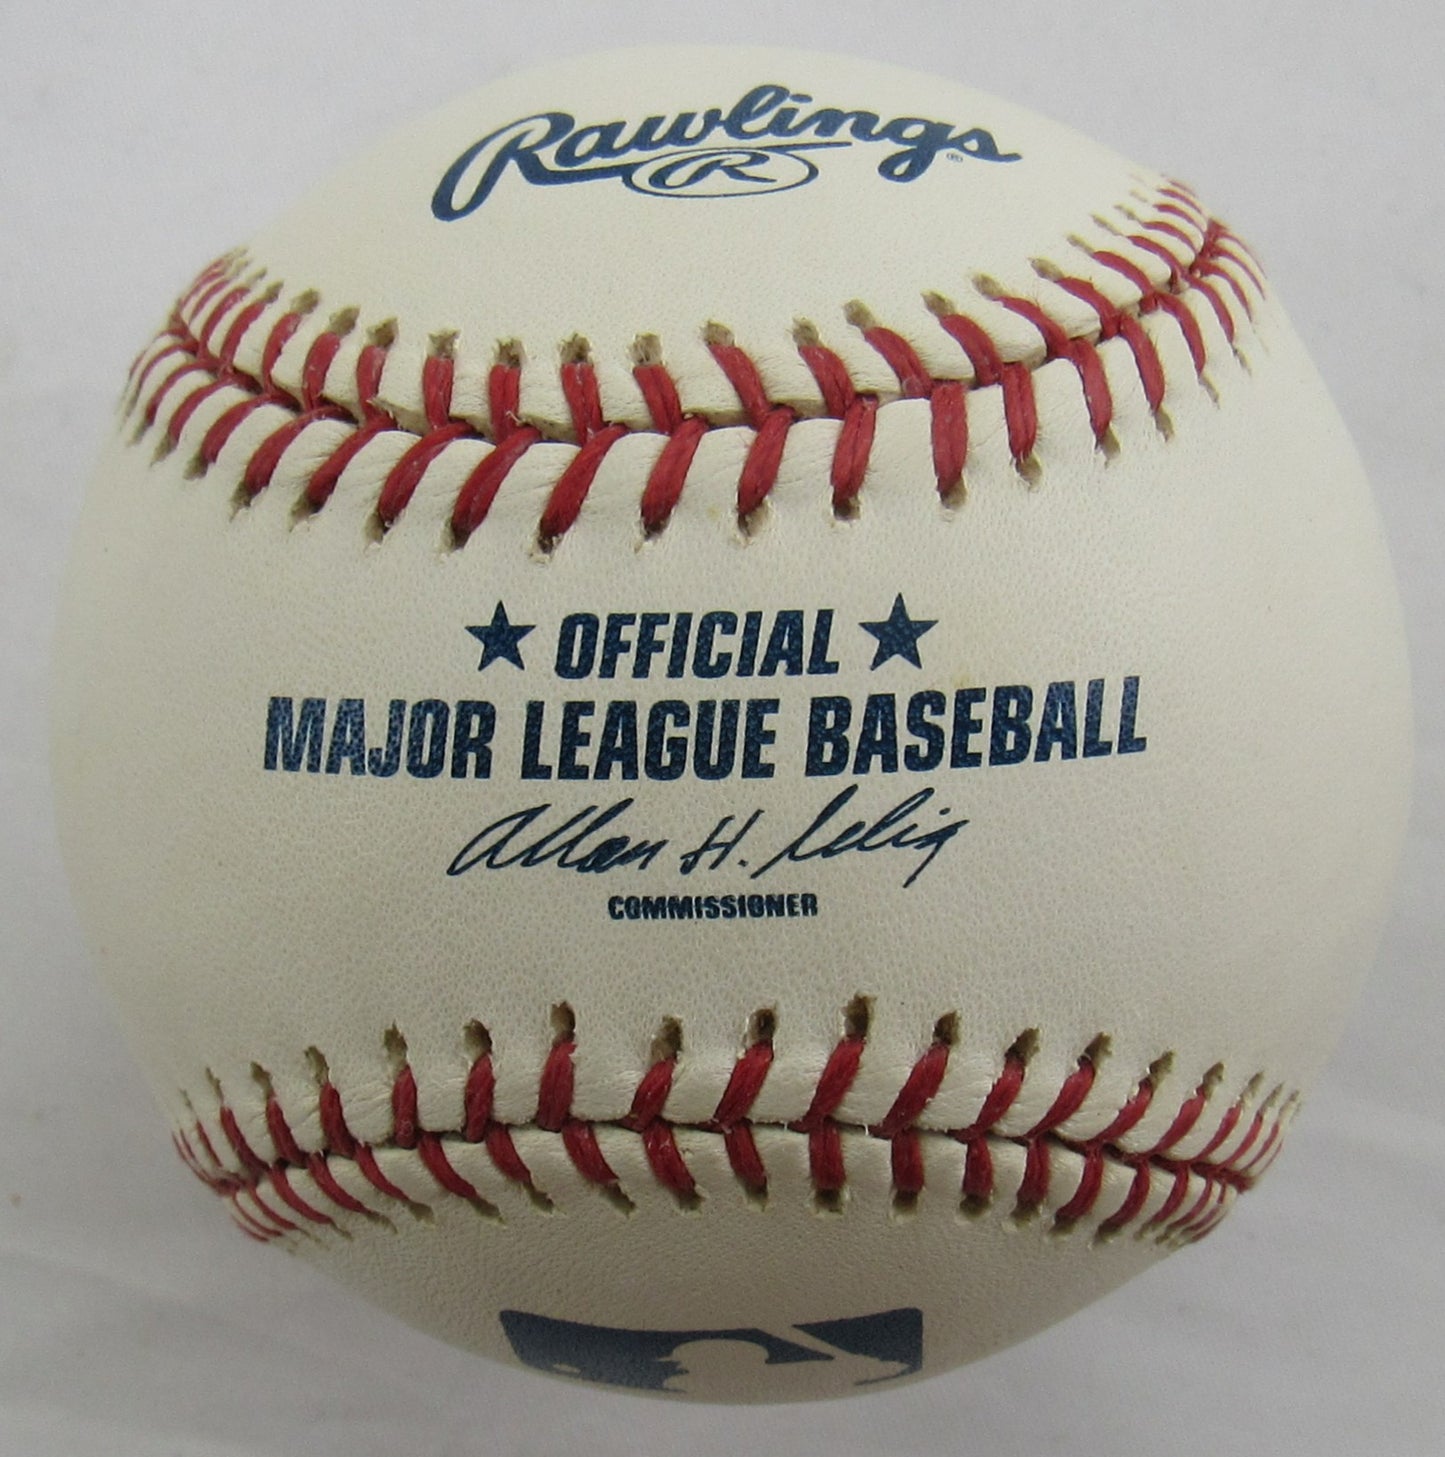 Rawlings ®
R
★ OFFICIAL ★
MAJOR LEAGUE BASEBALL
Allan H. Selig
COMMISSIONER